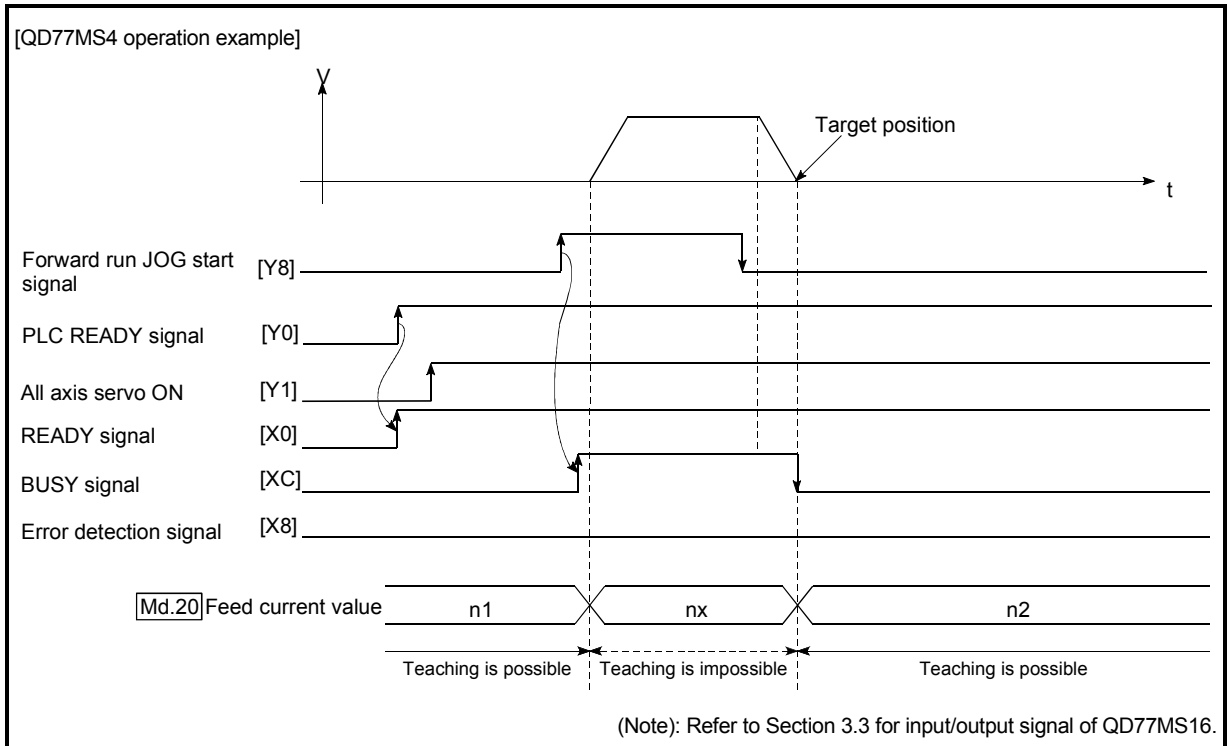 [QD77MS4 operation example]
V
Target position
t
Forward run JOG start
signal
[Y8]
PLC READY signal [Y0]
All axis servo ON [Y1]
READY signal [X0]
BUSY signal [XC]
Error detection signal [X8]
Md.20 Feed current value n1 nx n2
Teaching is possible Teaching is impossible Teaching is possible
(Note): Refer to Section 3.3 for input/output signal of QD77MS16.